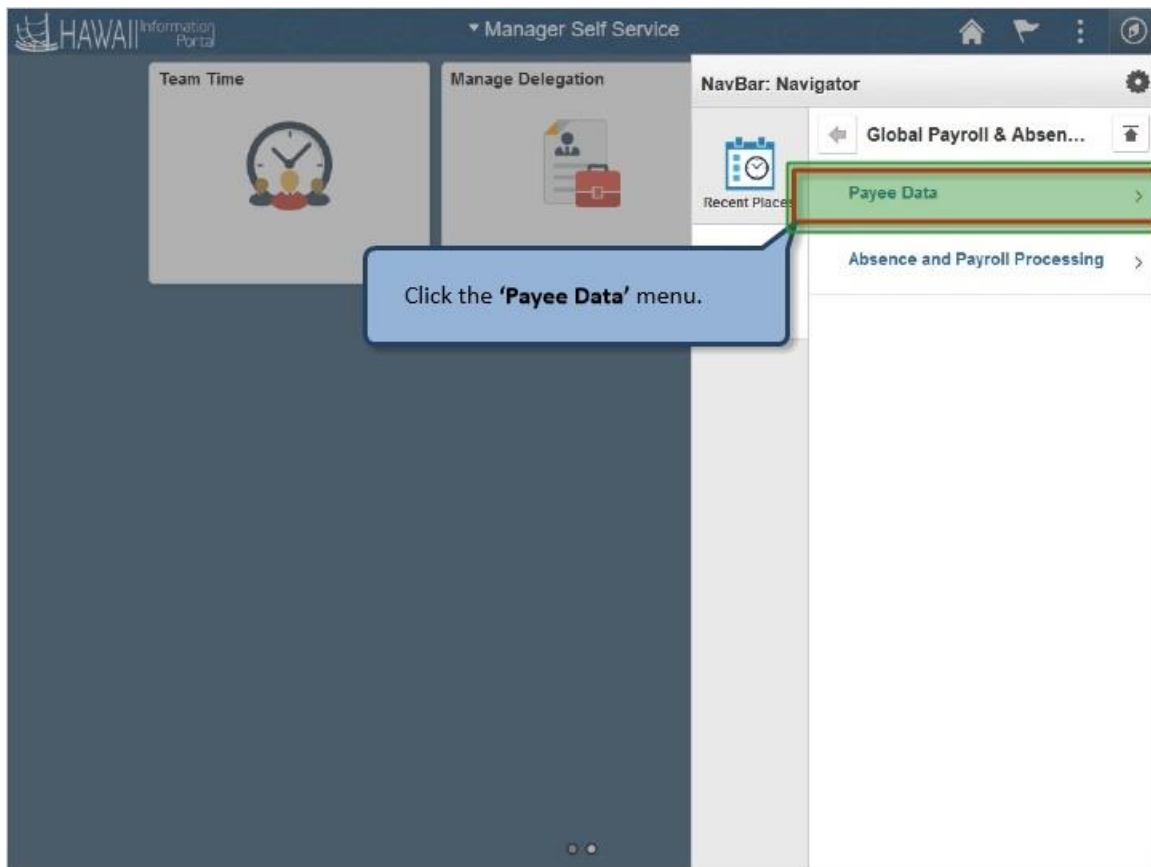 HAWAII Information
Portal
Manager Self Service
Team Time
Manage Delegation
NavBar: Navigator
Recent Places
Global Payroll & Absen...
Payee Data
Absence and Payroll Processing
Click the ‘Payee Data’ menu.